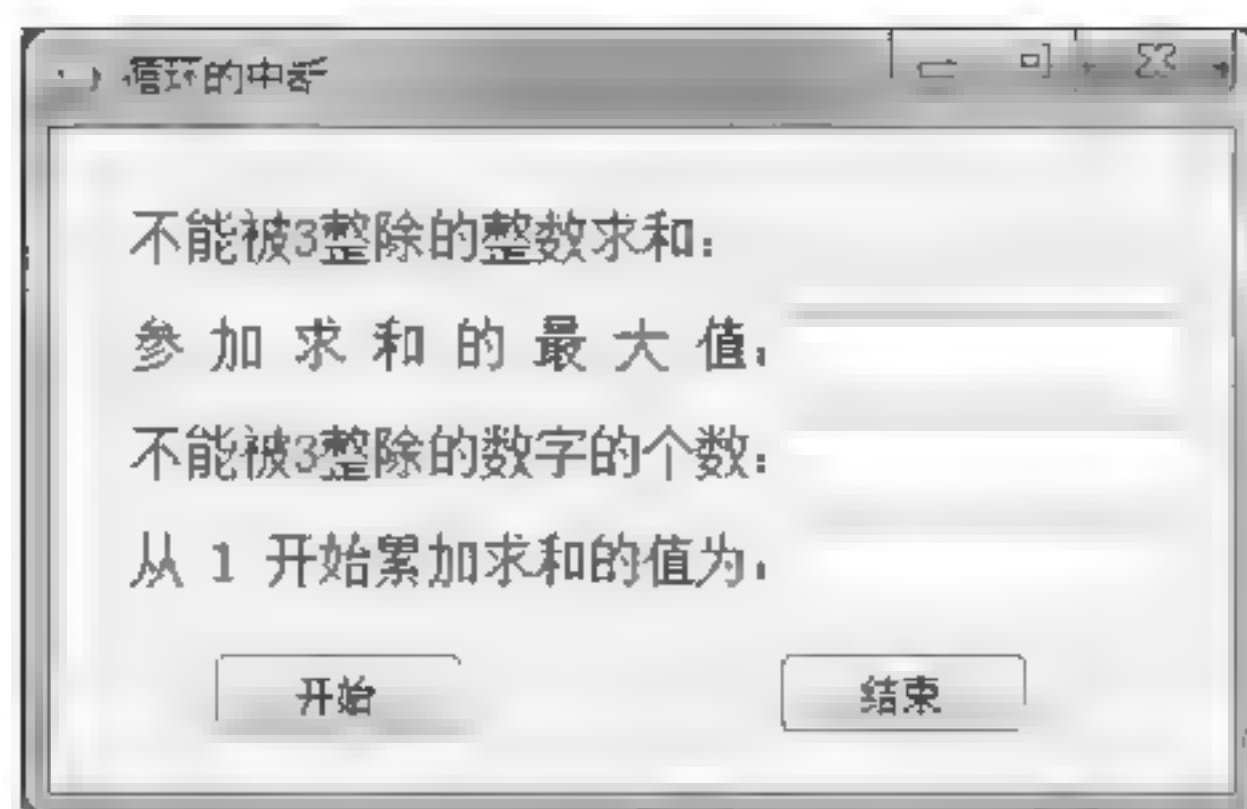 循环的中断
不能被3整除的整数求和：
参 加 求 和 的 最 大 值：
不能被3整除的数字的个数：
从 1 开始累加求和的值为：
开始
结束